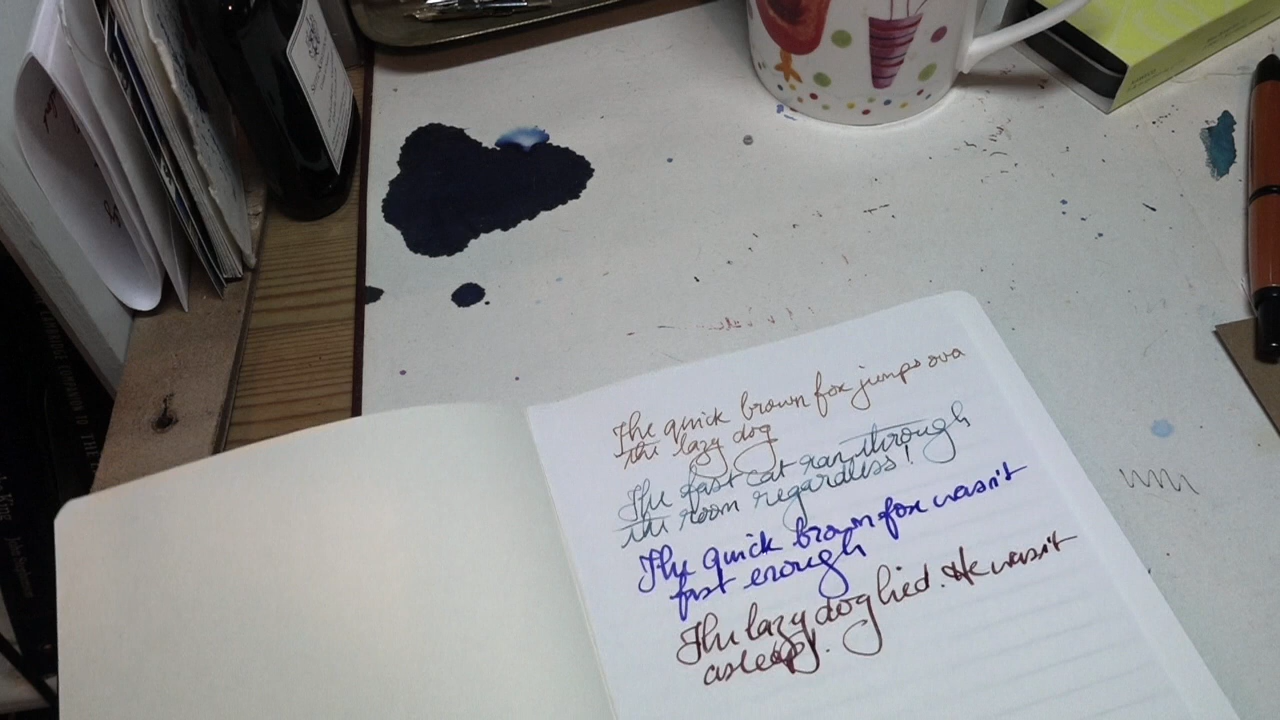 The quick brown fox jumps ova
the lazy dog
The fast cat ran through
the room regardless!
The quick brown fox wasn't
fast enough
The lazy dog lied. He wasn't
asleep.